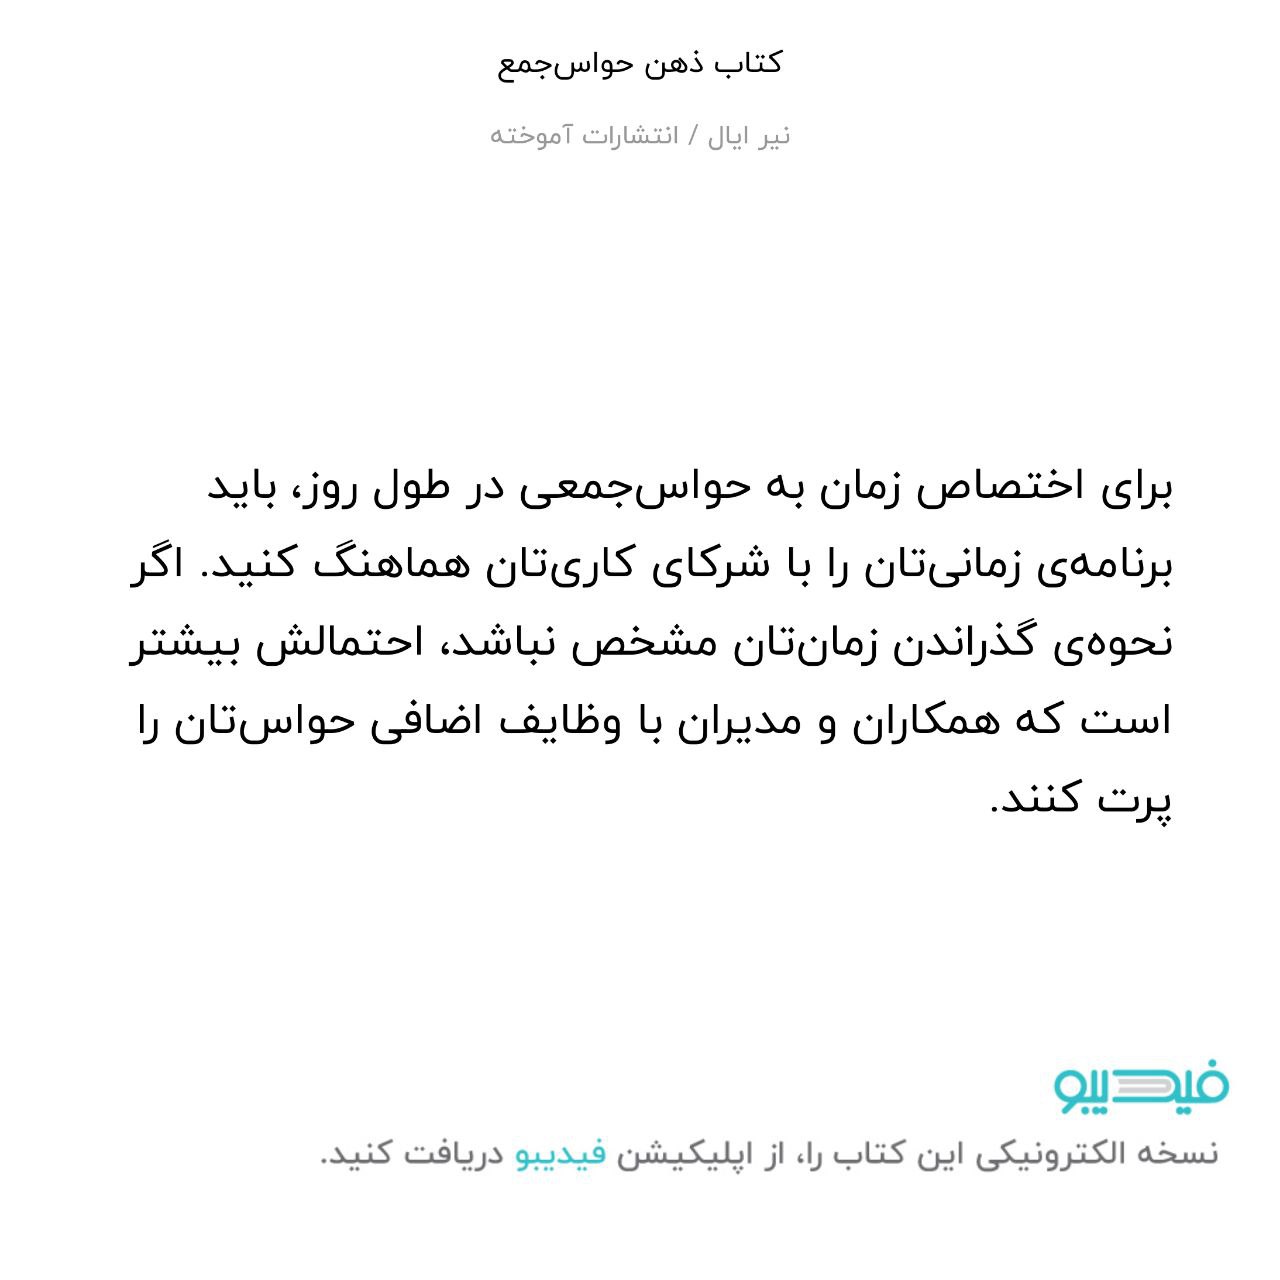 کتاب ذهن حواس‌جمع
نیر ایال / انتشارات آموخته
برای اختصاص زمان به حواس‌جمعی در طول روز، باید
برنامه‌ی زمانی‌تان را با شرکای کاری‌تان هماهنگ کنید. اگر
نحوه‌ی گذراندن زمان‌تان مشخص نباشد، احتمالش بیشتر
است که همکاران و مدیران با وظایف اضافی حواس‌تان را
پرت کنند.
فیدیبو
نسخه الکترونیکی این کتاب را، از اپلیکیشن فیدیبو دریافت کنید.